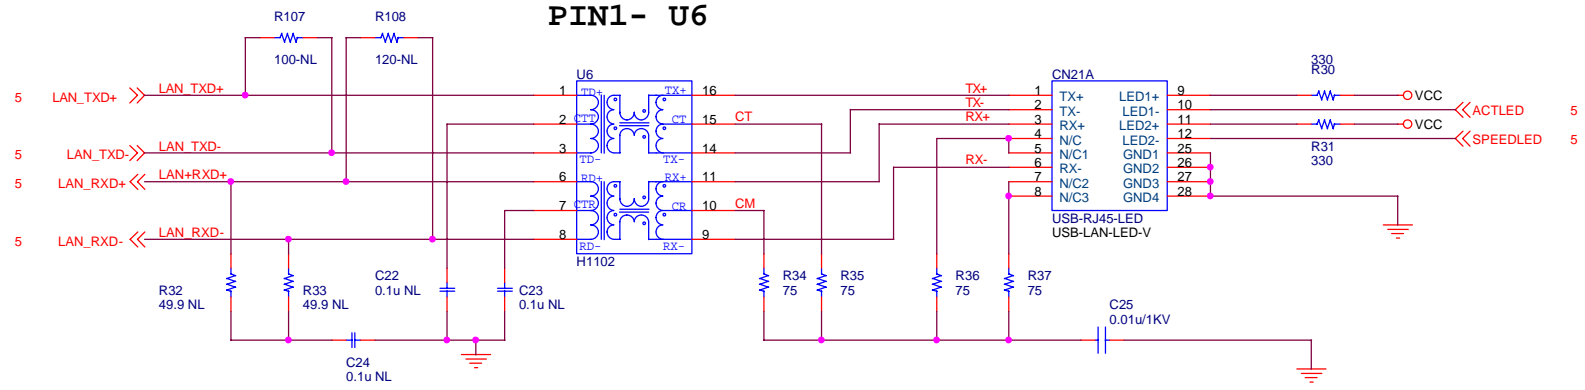 PIN1- U6
R107
100-NL
R108
120-NL
5 LAN_TXD+ LAN_TXD+
5 LAN_TXD- LAN_TXD-
5 LAN_RXD+ LAN+RXD+
5 LAN_RXD- LAN_RXD-
R32
49.9 NL
R33
49.9 NL
C24
0.1u NL
C22
0.1u NL
C23
0.1u NL
U6
1 TD+ TX+ 16
2 CTT CT 15
3 TD- TX- 14
6 RD+ RX+ 11
7 CTR CR 10
8 RD- RX- 9
H1102
CT
CM
TX+
TX-
RX+
RX-
R34
75
R35
75
R36
75
R37
75
C25
0.01u/1KV
CN21A
1 TX+ LED1+ 9
2 TX- LED1- 10
3 RX+ LED2+ 11
4 N/C LED2- 12
5 N/C1 GND1 25
6 RX- GND2 26
7 N/C2 GND3 27
8 N/C3 GND4 28
USB-RJ45-LED
USB-LAN-LED-V
330
R30
VCC
ACTLED 5
VCC
SPEEDLED 5
R31
330